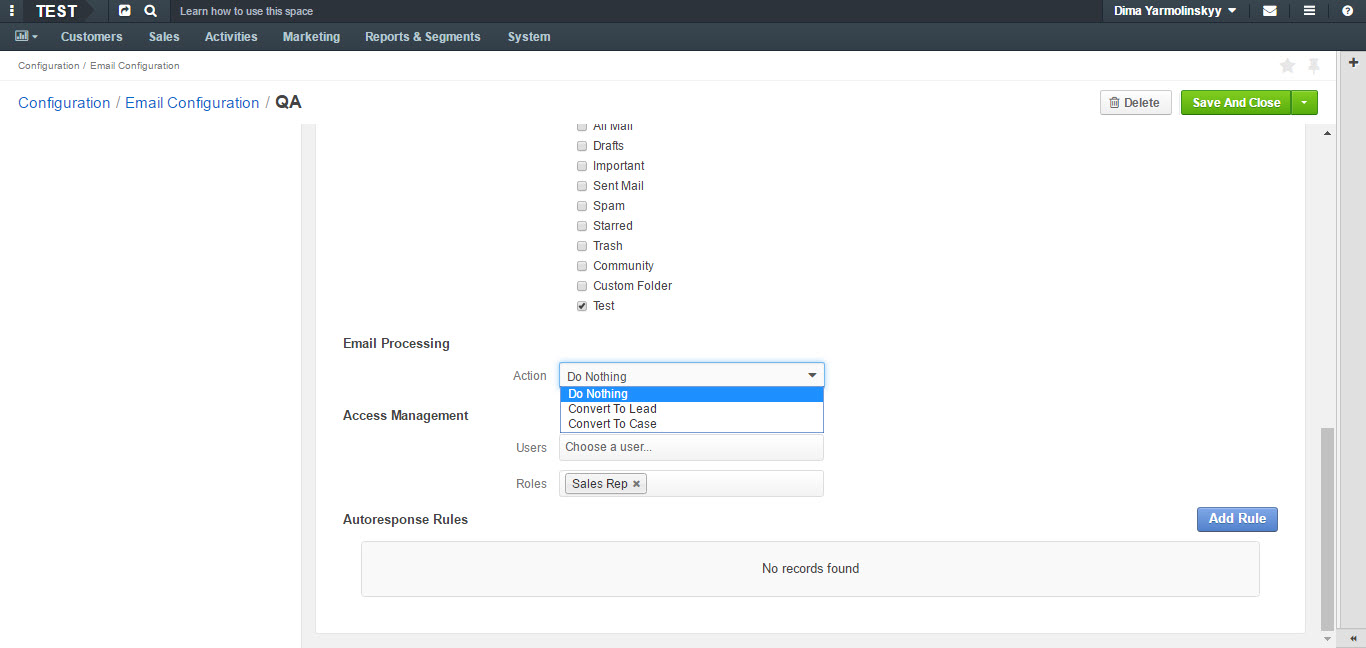 TEST
Learn how to use this space
Dima Yarmolinskyy
Customers Sales Activities Marketing Reports & Segments System
Configuration / Email Configuration
Configuration / Email Configuration / QA
Delete
Save And Close
All Mail
Drafts
Important
Sent Mail
Spam
Starred
Trash
Community
Custom Folder
Test
Email Processing
Action Do Nothing
Do Nothing
Convert To Lead
Convert To Case
Access Management
Users Choose a user...
Roles Sales Rep
Autoresponse Rules
Add Rule
No records found